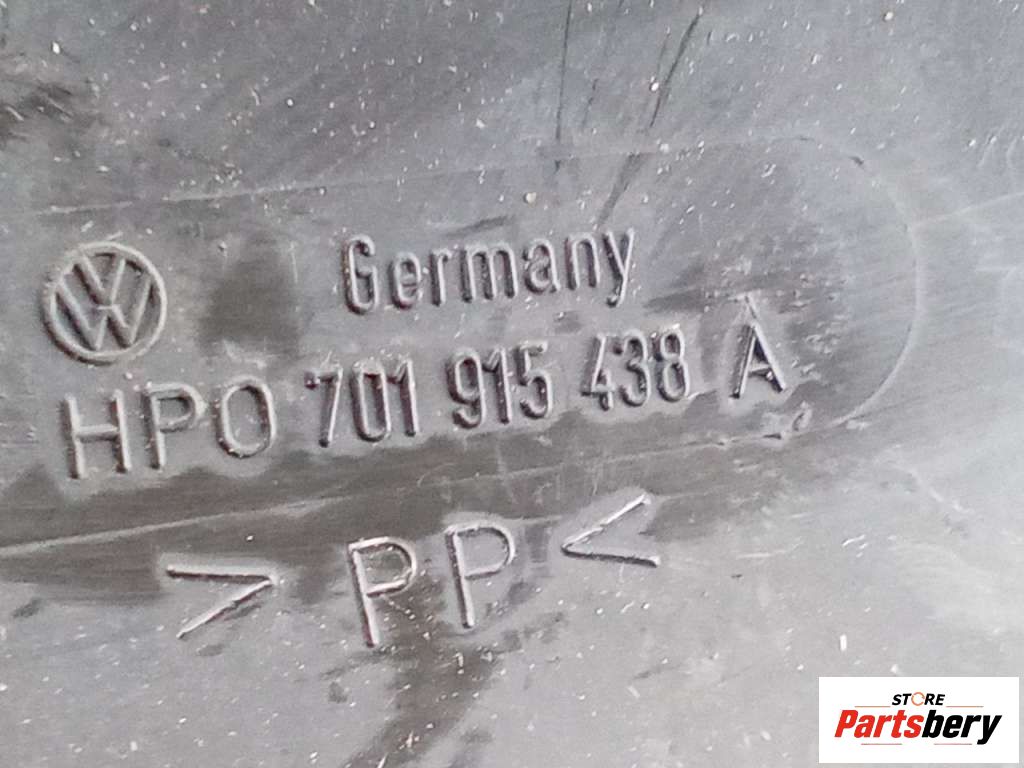 Germany
HPO 701 915 438 A
> PP <
STORE
Partsbery